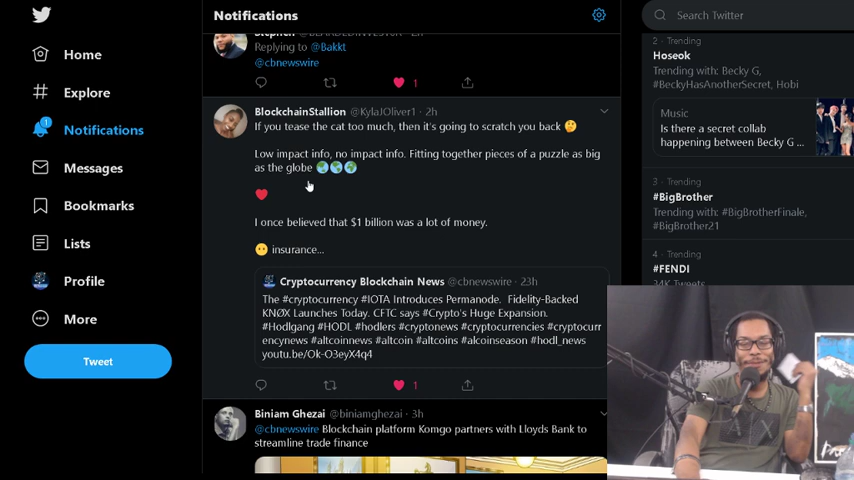 Home
Explore
1
Notifications
Messages
Bookmarks
Lists
Profile
More
Tweet
Notifications
Replying to @Bakkt
@cbnewswire
1
BlockchainStallion @KylaJOliver1 · 2h
If you tease the cat too much, then it's going to scratch you back 🤔
Low impact info, no impact info. Fitting together pieces of a puzzle as big
as the globe 🌏🌍🌏
❤️
I once believed that $1 billion was a lot of money.
😶 insurance...
Cryptocurrency Blockchain News @cbnewswire · 23h
The #cryptocurrency #IOTA Introduces Permanode. Fidelity-Backed
KNØX Launches Today. CFTC says #Crypto's Huge Expansion.
#Hodlgang #HODL #hodlers #cryptonews #cryptocurrencies #cryptocurr
encynews #altcoinnews #altcoin #altcoins #alcoinseason #hodl_news
youtu.be/Ok-O3eyX4q4
1
Biniam Ghezai @biniamghezai · 3h
@cbnewswire Blockchain platform Komgo partners with Lloyds Bank to
streamline trade finance
Search Twitter
2 · Trending
Hoseok
Trending with: Becky G,
#BeckyHasAnotherSecret, Hobi
Music
Is there a secret collab
happening between Becky G ...
3 · Trending
#BigBrother
Trending with: #BigBrotherFinale,
#BigBrother21
4 · Trending
#FENDI
34K Tweets